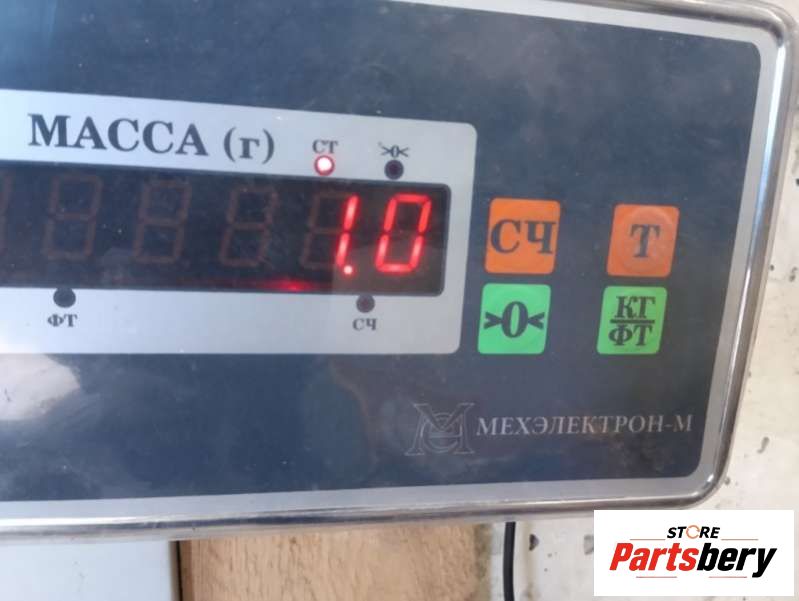 МАССА (г)
СТ >0<
1.0
ФТ СЧ
СЧ Т
>0< КГ
ФТ
МЕХЭЛЕКТРОН-М
STORE
Partsbery